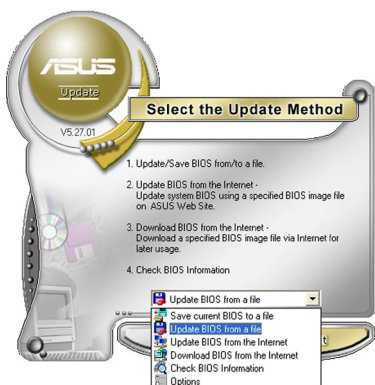 ASUS
Update
V5.27.01
Select the Update Method
1. Update/Save BIOS from/to a file.
2. Update BIOS from the Internet -
Update system BIOS using a specified BIOS image file
on ASUS Web Site.
3. Download BIOS from the Internet -
Download a specified BIOS image file via Internet for
later usage.
4. Check BIOS Information
Update BIOS from a file
Save current BIOS to a file
Update BIOS from a file
Update BIOS from the Internet
Download BIOS from the Internet
Check BIOS Information
Options